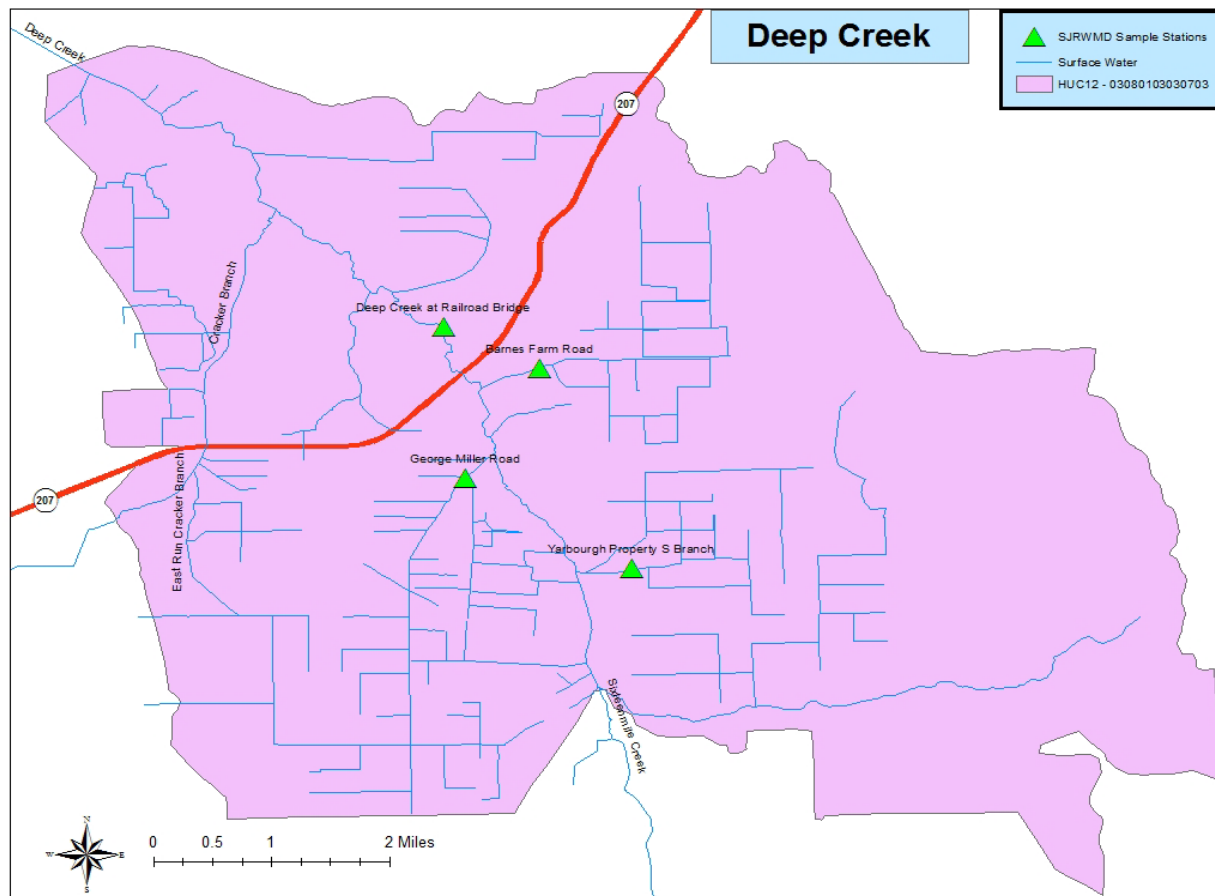 Deep Creek
Deep Creek
SJRWMD Sample Stations
Surface Water
HUC12 - 03080103030703
207
Cracker Branch
Deep Creek at Railroad Bridge
Barnes Farm Road
George Miller Road
207
East Run Cracker Branch
Yarbourgh Property S Branch
Sixteenmile Creek
N
W
E
S
0 0.5 1 2 Miles